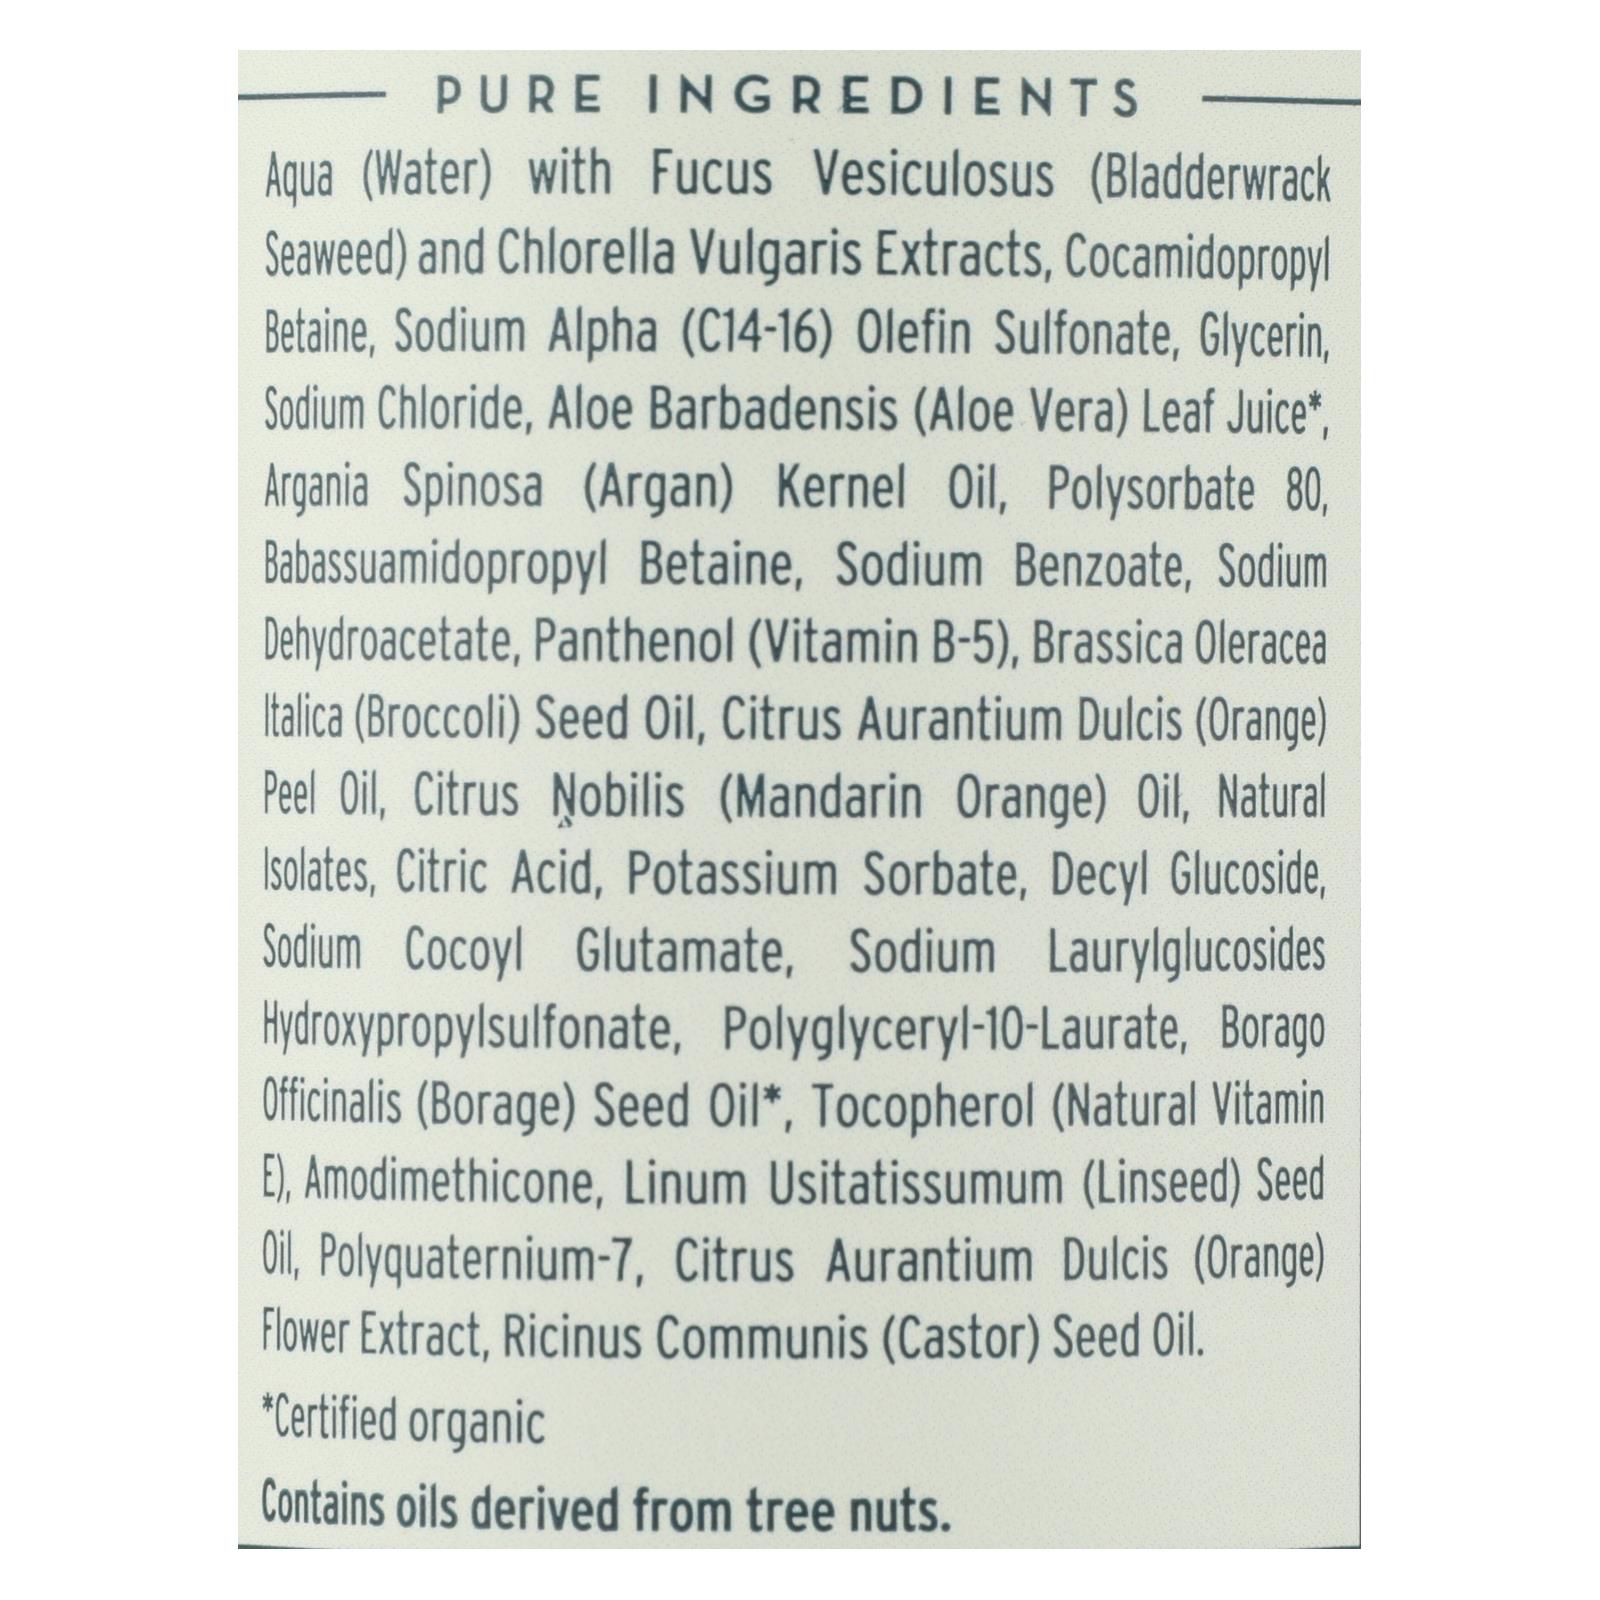 PURE INGREDIENTS
Aqua (Water) with Fucus Vesiculosus (Bladderwrack
Seaweed) and Chlorella Vulgaris Extracts, Cocamidopropyl
Betaine, Sodium Alpha (C14-16) Olefin Sulfonate, Glycerin,
Sodium Chloride, Aloe Barbadensis (Aloe Vera) Leaf Juice*,
Argania Spinosa (Argan) Kernel Oil, Polysorbate 80,
Babassuamidopropyl Betaine, Sodium Benzoate, Sodium
Dehydroacetate, Panthenol (Vitamin B-5), Brassica Oleracea
Italica (Broccoli) Seed Oil, Citrus Aurantium Dulcis (Orange)
Peel Oil, Citrus Nobilis (Mandarin Orange) Oil, Natural
Isolates, Citric Acid, Potassium Sorbate, Decyl Glucoside,
Sodium Cocoyl Glutamate, Sodium Laurylglucosides
Hydroxypropylsulfonate, Polyglyceryl-10-Laurate, Borago
Officinalis (Borage) Seed Oil*, Tocopherol (Natural Vitamin
E), Amodimethicone, Linum Usitatissumum (Linseed) Seed
Oil, Polyquaternium-7, Citrus Aurantium Dulcis (Orange)
Flower Extract, Ricinus Communis (Castor) Seed Oil.
*Certified organic
Contains oils derived from tree nuts.